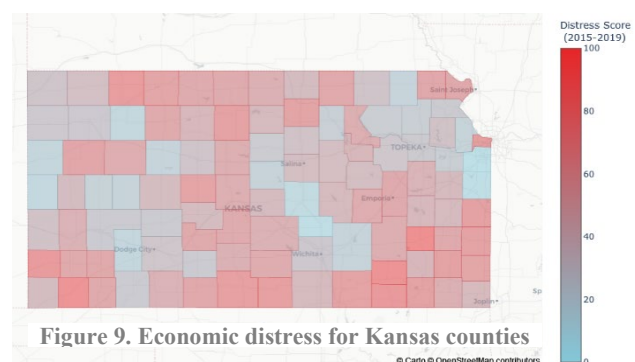 Distress Score
(2015-2019)
100
80
60
40
20
0
Saint Joseph
TOPEKA
Salina
Emporia
KANSAS
Dodge City
Wichita
Joplin
Sp
Figure 9. Economic distress for Kansas counties
© Carto © OpenStreetMap contributors